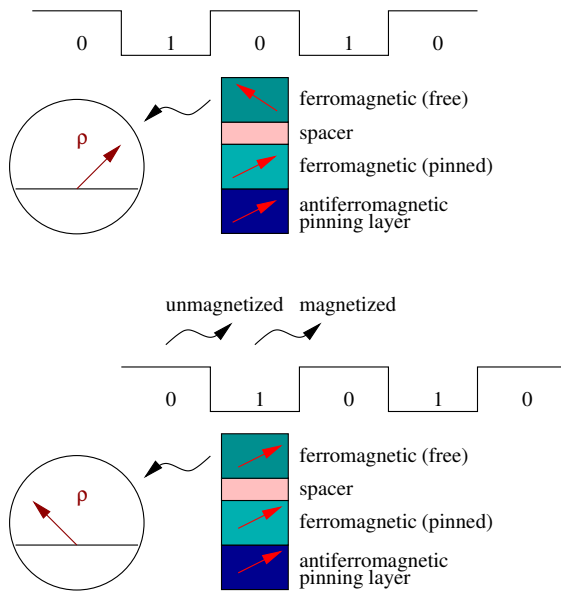 0 1 0 1 0
ferromagnetic (free)
spacer
ρ
ferromagnetic (pinned)
antiferromagnetic
pinning layer
unmagnetized magnetized
0 1 0 1 0
ferromagnetic (free)
spacer
ρ
ferromagnetic (pinned)
antiferromagnetic
pinning layer